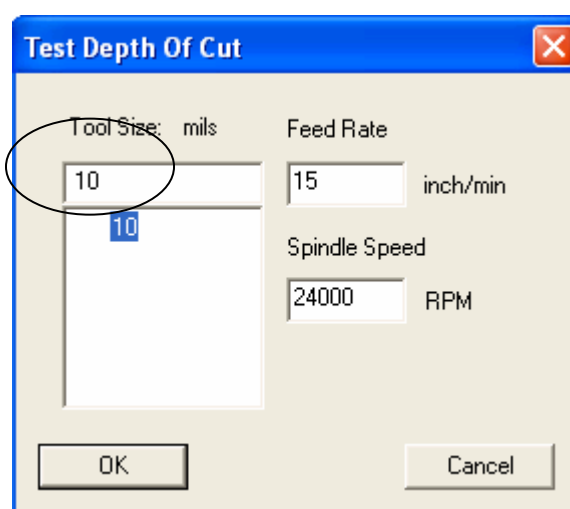 Test Depth Of Cut
Tool Size: mils
Feed Rate
10
15 inch/min
10
Spindle Speed
24000 RPM
OK
Cancel